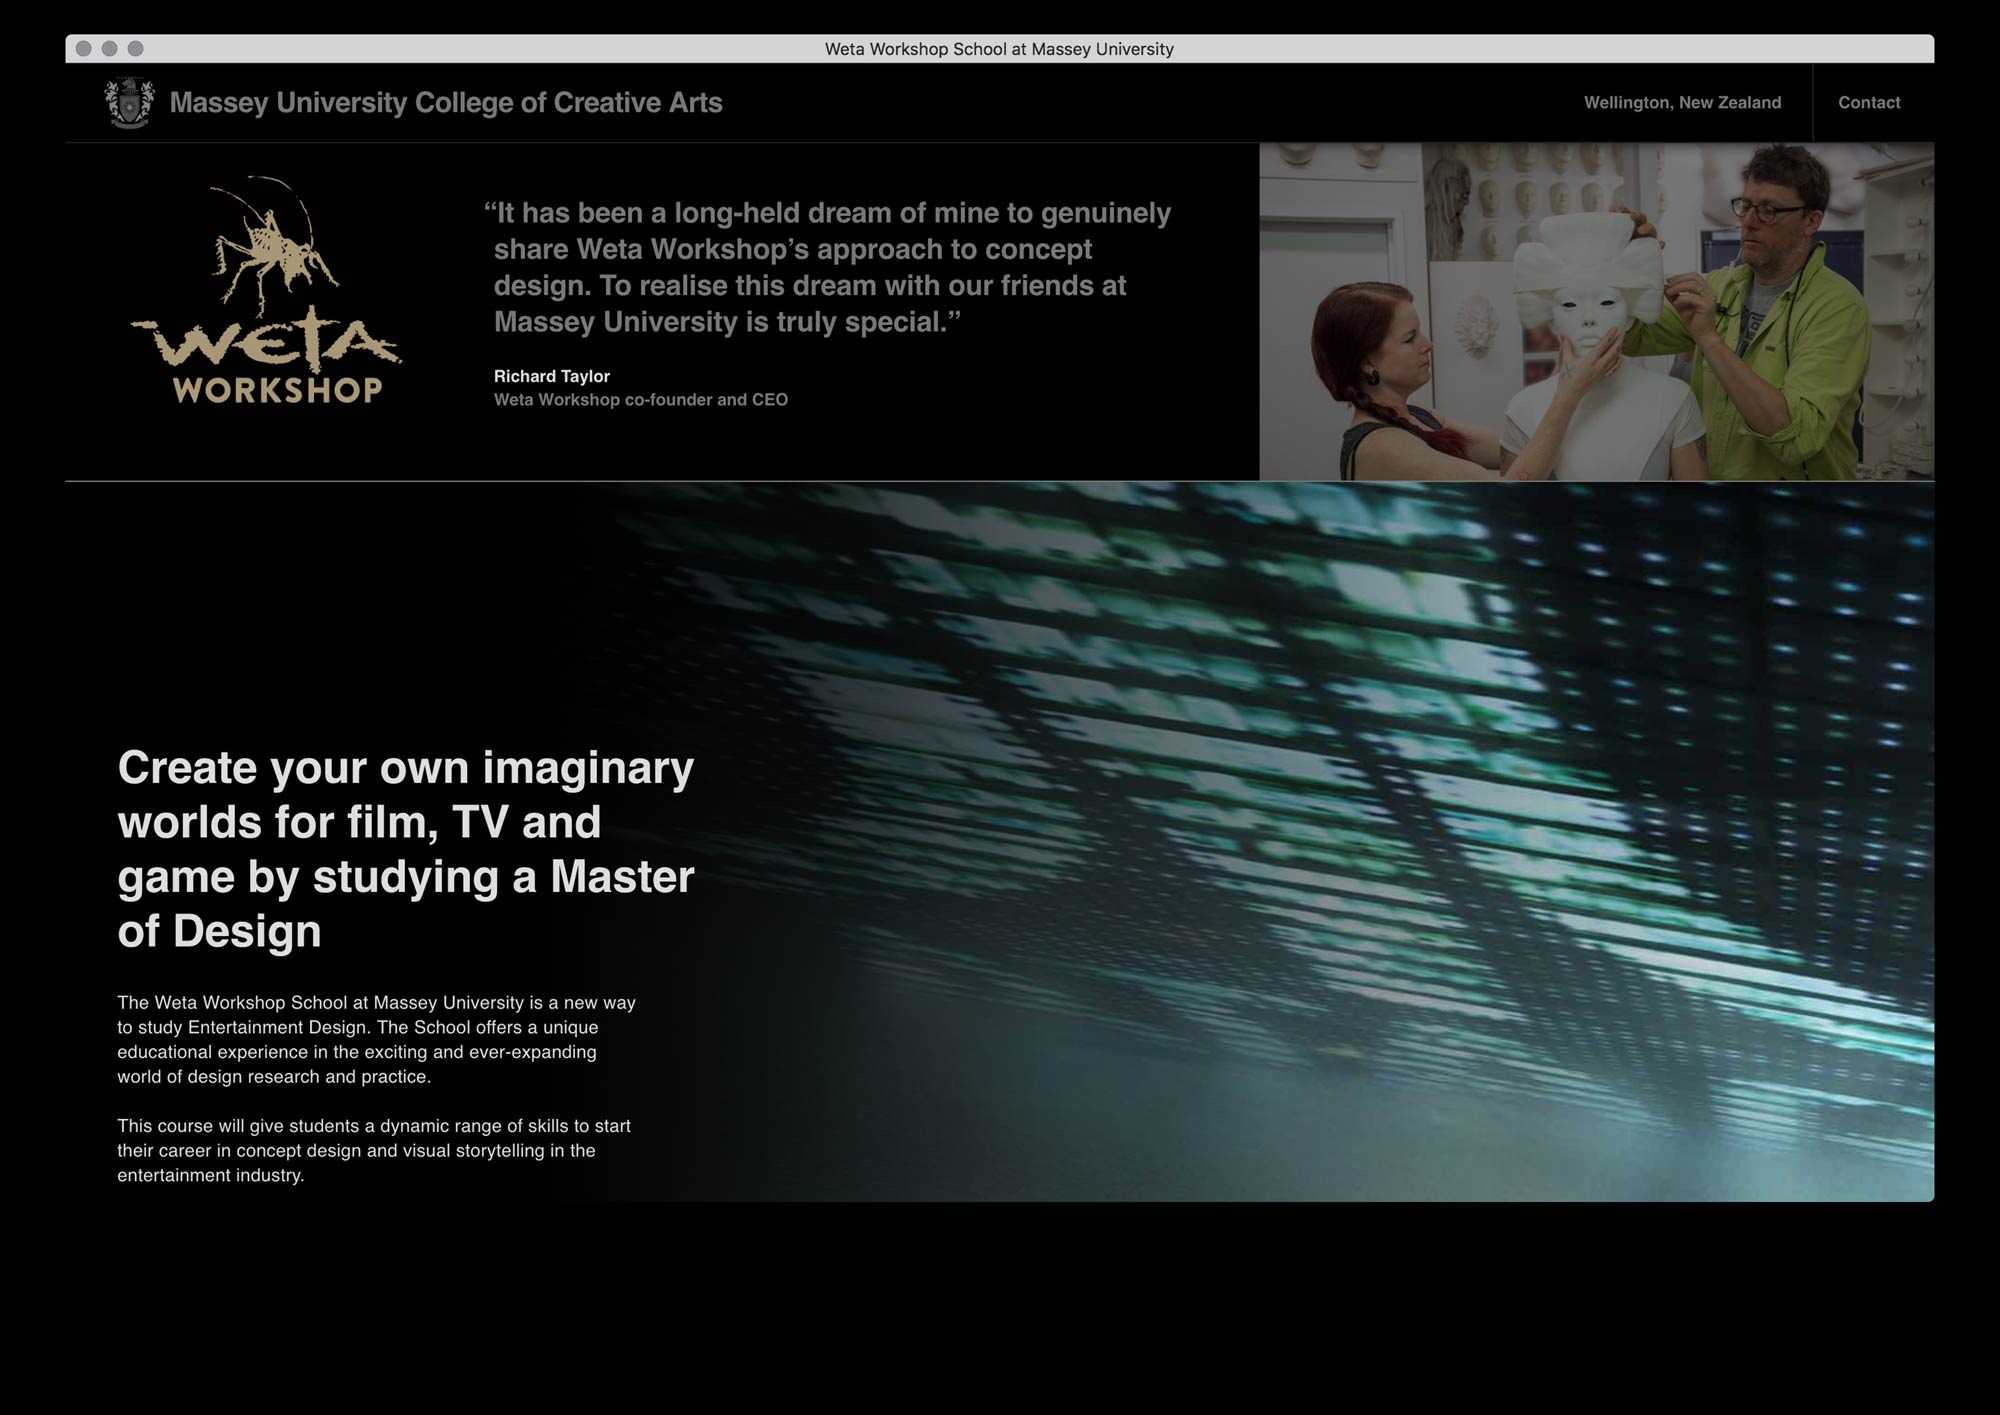 Weta Workshop School at Massey University
Massey University College of Creative Arts
Wellington, New Zealand
Contact
WETA
WORKSHOP
“It has been a long-held dream of mine to genuinely
share Weta Workshop’s approach to concept
design. To realise this dream with our friends at
Massey University is truly special.”
Richard Taylor
Weta Workshop co-founder and CEO
Create your own imaginary
worlds for film, TV and
game by studying a Master
of Design
The Weta Workshop School at Massey University is a new way
to study Entertainment Design. The School offers a unique
educational experience in the exciting and ever-expanding
world of design research and practice.
This course will give students a dynamic range of skills to start
their career in concept design and visual storytelling in the
entertainment industry.